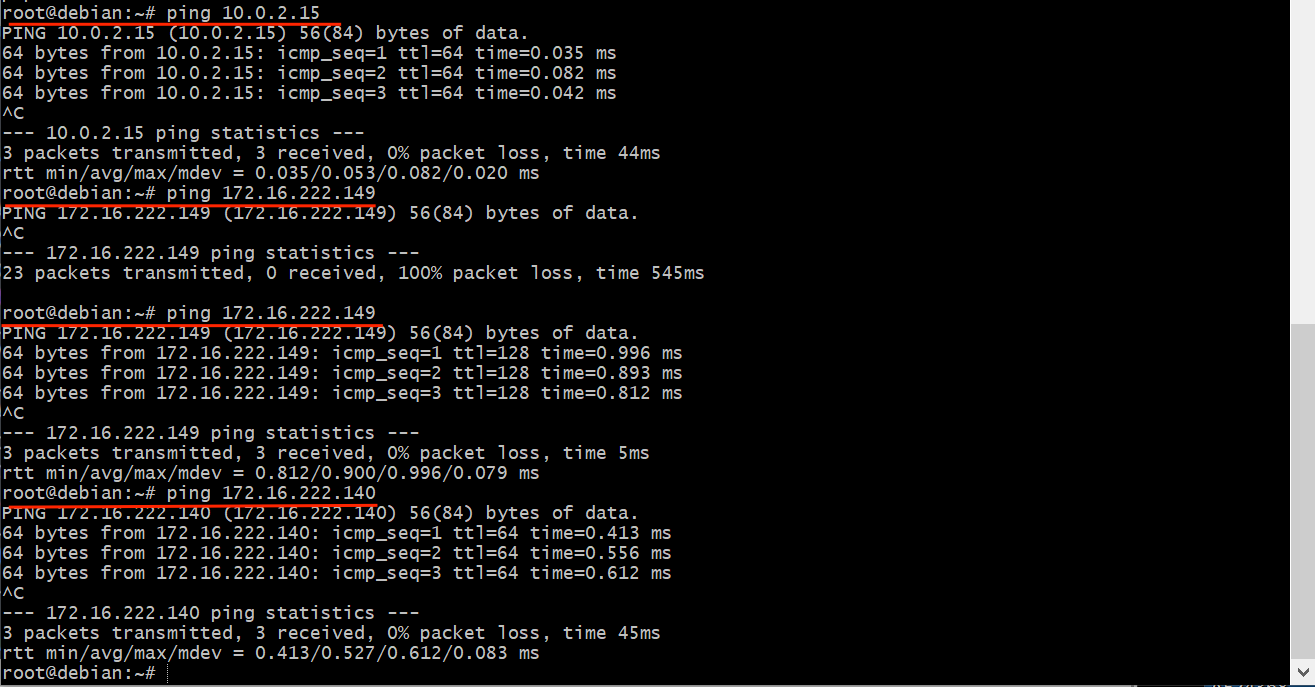 root@debian:~# ping 10.0.2.15
PING 10.0.2.15 (10.0.2.15) 56(84) bytes of data.
64 bytes from 10.0.2.15: icmp_seq=1 ttl=64 time=0.035 ms
64 bytes from 10.0.2.15: icmp_seq=2 ttl=64 time=0.082 ms
64 bytes from 10.0.2.15: icmp_seq=3 ttl=64 time=0.042 ms
^C
--- 10.0.2.15 ping statistics ---
3 packets transmitted, 3 received, 0% packet loss, time 44ms
rtt min/avg/max/mdev = 0.035/0.053/0.082/0.020 ms
root@debian:~# ping 172.16.222.149
PING 172.16.222.149 (172.16.222.149) 56(84) bytes of data.
^C
--- 172.16.222.149 ping statistics ---
23 packets transmitted, 0 received, 100% packet loss, time 545ms
root@debian:~# ping 172.16.222.149
PING 172.16.222.149 (172.16.222.149) 56(84) bytes of data.
64 bytes from 172.16.222.149: icmp_seq=1 ttl=128 time=0.996 ms
64 bytes from 172.16.222.149: icmp_seq=2 ttl=128 time=0.893 ms
64 bytes from 172.16.222.149: icmp_seq=3 ttl=128 time=0.812 ms
^C
--- 172.16.222.149 ping statistics ---
3 packets transmitted, 3 received, 0% packet loss, time 5ms
rtt min/avg/max/mdev = 0.812/0.900/0.996/0.079 ms
root@debian:~# ping 172.16.222.140
PING 172.16.222.140 (172.16.222.140) 56(84) bytes of data.
64 bytes from 172.16.222.140: icmp_seq=1 ttl=64 time=0.413 ms
64 bytes from 172.16.222.140: icmp_seq=2 ttl=64 time=0.556 ms
64 bytes from 172.16.222.140: icmp_seq=3 ttl=64 time=0.612 ms
^C
--- 172.16.222.140 ping statistics ---
3 packets transmitted, 3 received, 0% packet loss, time 45ms
rtt min/avg/max/mdev = 0.413/0.527/0.612/0.083 ms
root@debian:~#